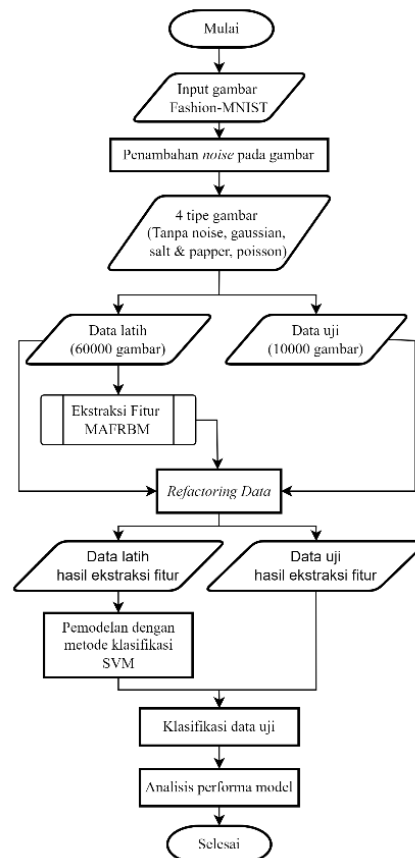 Mulai
Input gambar
Fashion-MNIST
Penambahan noise pada gambar
4 tipe gambar
(Tanpa noise, gaussian,
salt & papper, poisson)
Data latih
(60000 gambar)
Data uji
(10000 gambar)
Ekstraksi Fitur
MAFRBM
Refactoring Data
Data latih
hasil ekstraksi fitur
Data uji
hasil ekstraksi fitur
Pemodelan dengan
metode klasifikasi
SVM
Klasifikasi data uji
Analisis performa model
Selesai